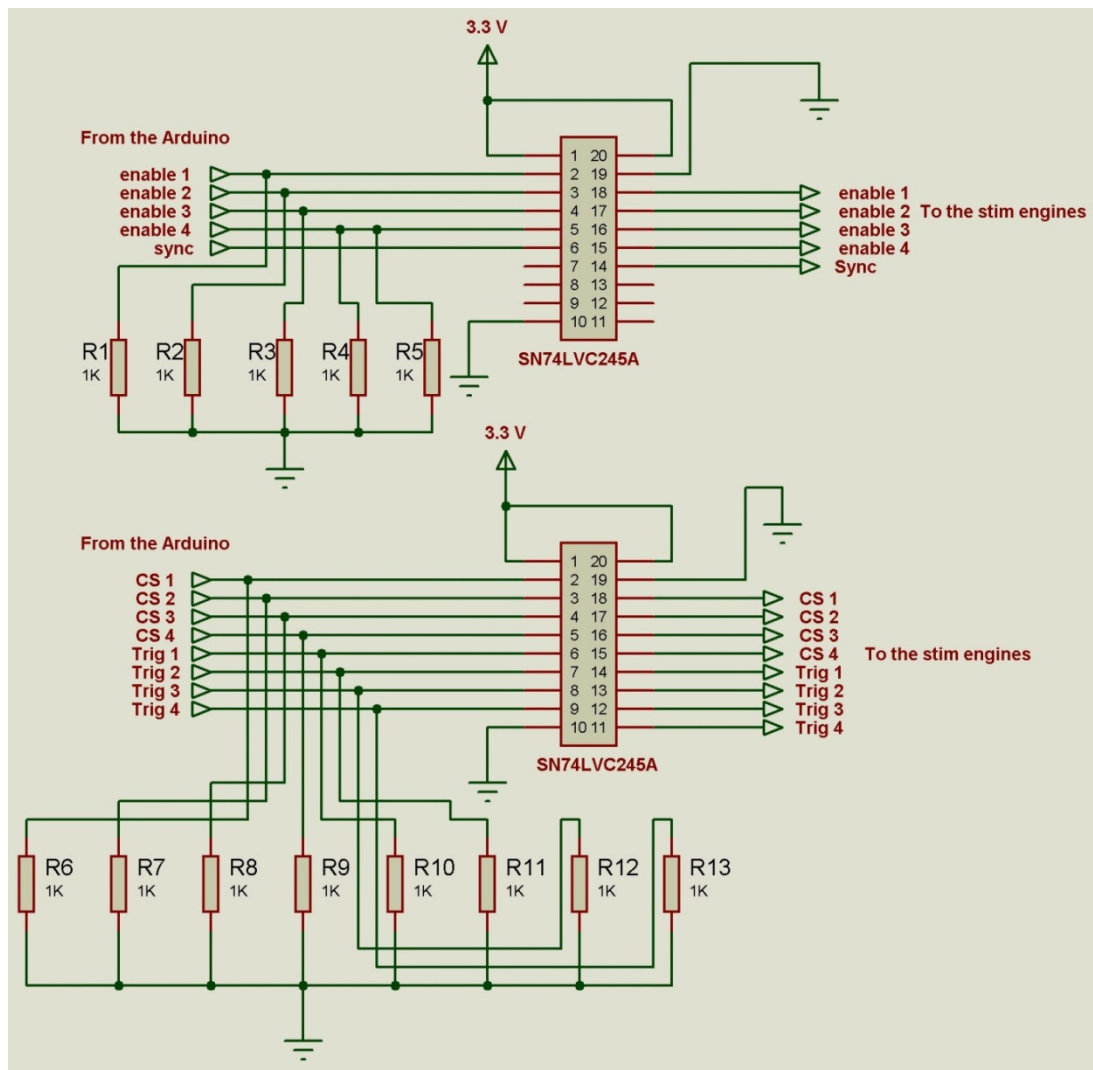 3.3 V
From the Arduino
1 20
enable 1 2 19
enable 2 3 18 enable 1
enable 3 4 17 enable 2 To the stim engines
enable 4 5 16 enable 3
sync 6 15 enable 4
7 14 Sync
8 13
9 12
10 11
R1 R2 R3 R4 R5
1K 1K 1K 1K 1K
SN74LVC245A
3.3 V
From the Arduino
1 20
CS 1 2 19
CS 2 3 18 CS 1
CS 3 4 17 CS 2
CS 4 5 16 CS 3
Trig 1 6 15 CS 4 To the stim engines
Trig 2 7 14 Trig 1
Trig 3 8 13 Trig 2
Trig 4 9 12 Trig 3
10 11 Trig 4
SN74LVC245A
R6 R7 R8 R9 R10 R11 R12 R13
1K 1K 1K 1K 1K 1K 1K 1K